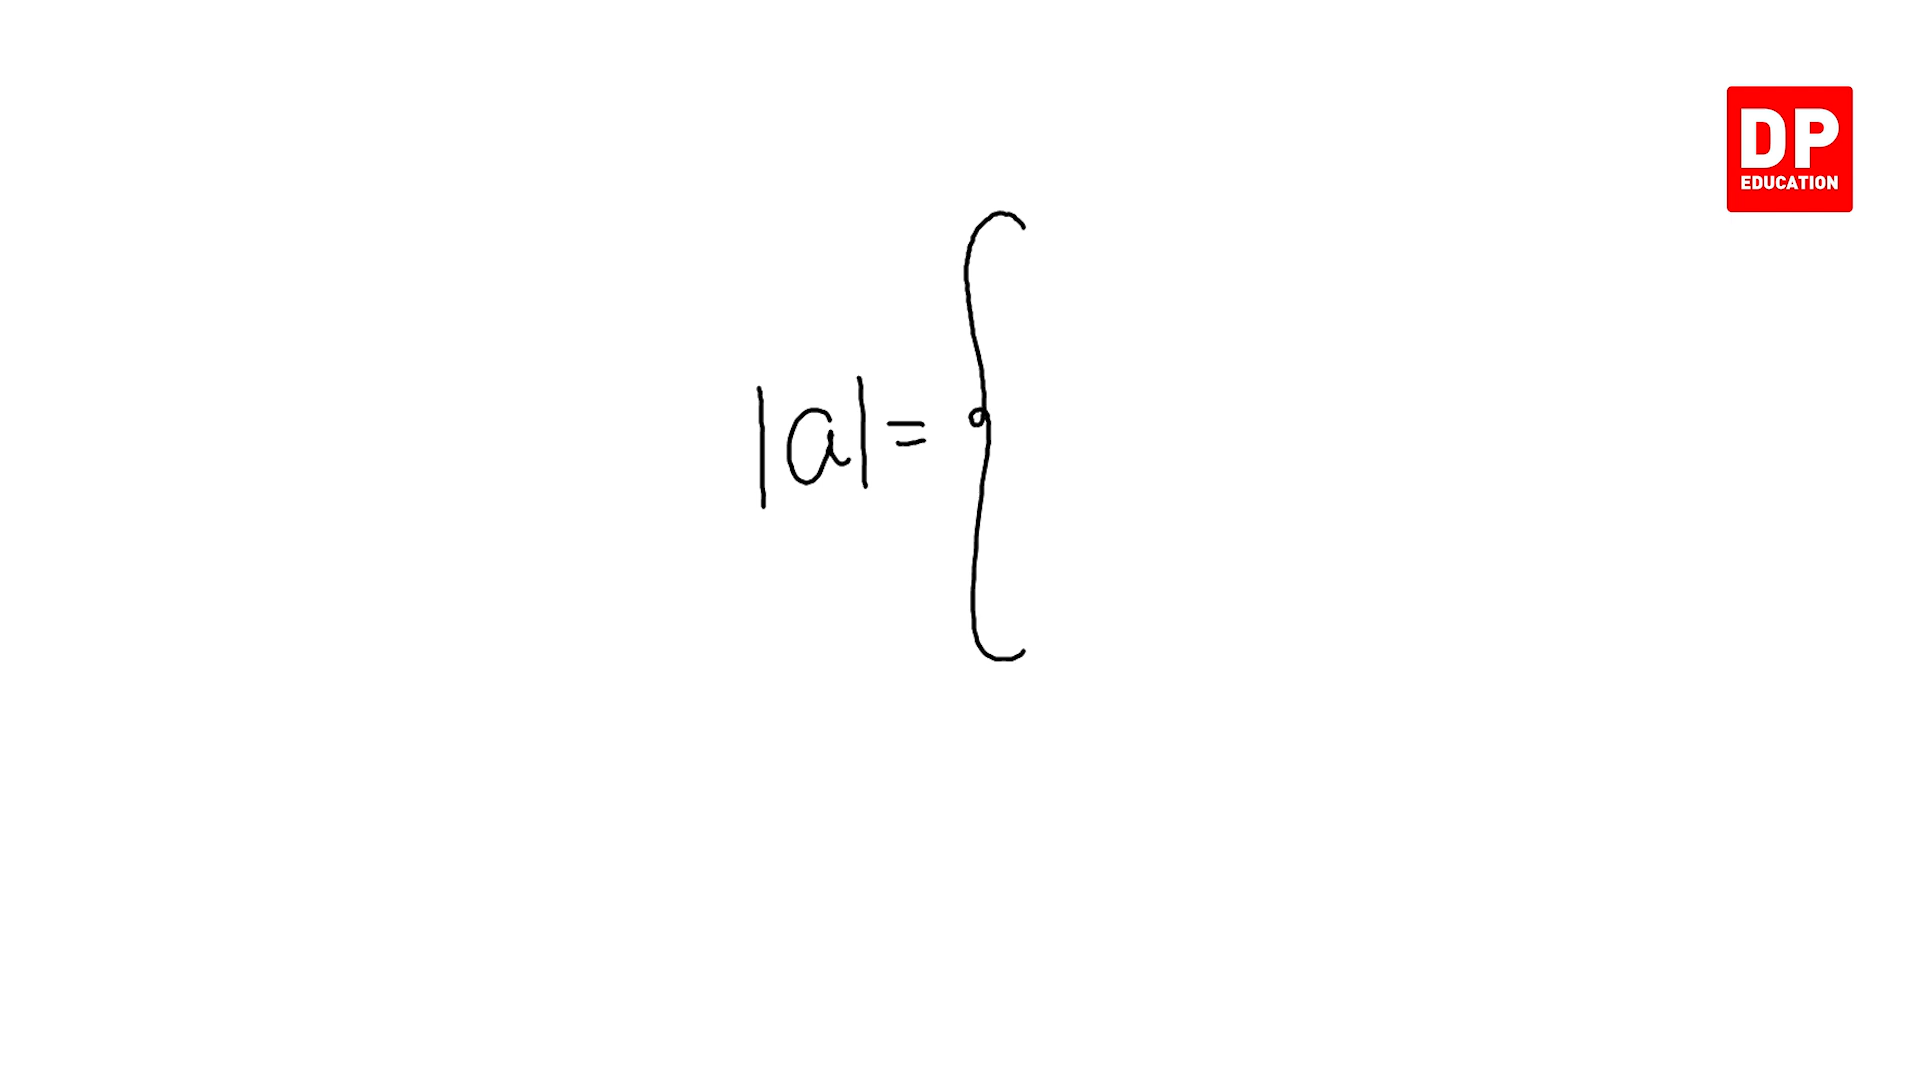 DP
EDUCATION
|a| = {